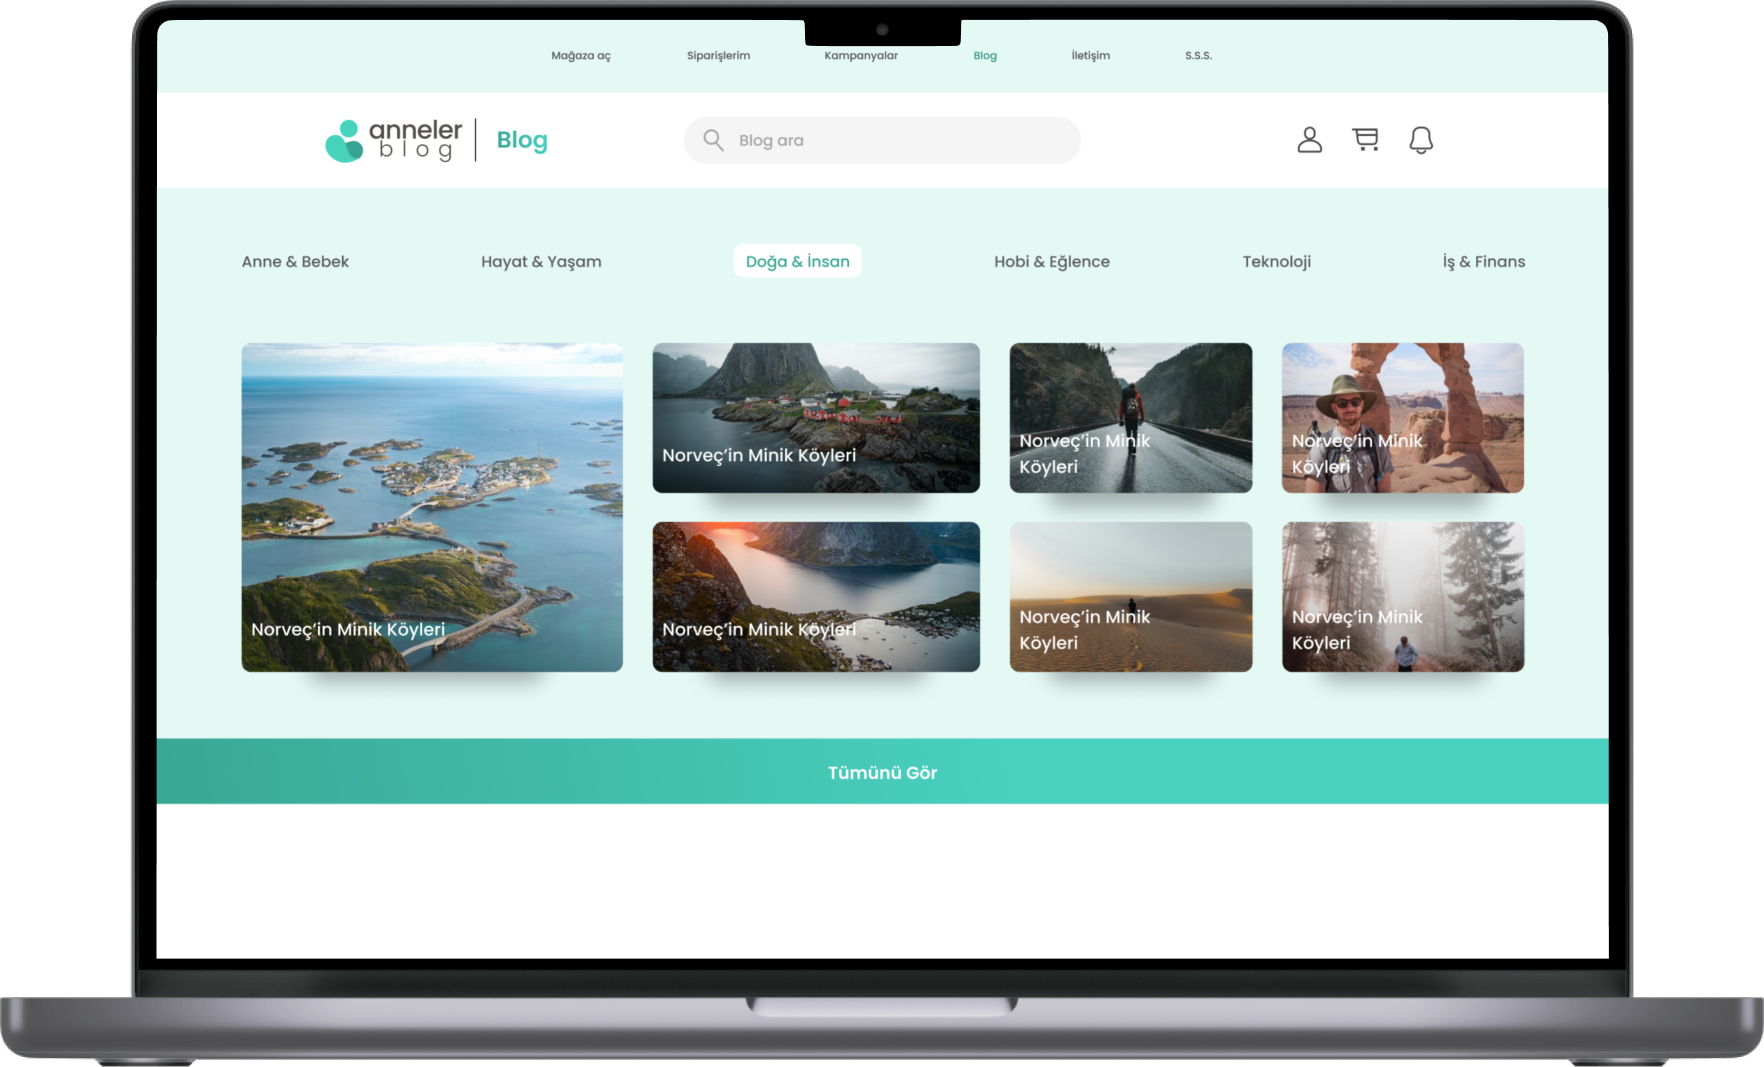 Mağaza aç
Siparişlerim
Kampanyalar
Blog
İletişim
S.S.S.
anneler
blog
Blog
Blog ara
Anne & Bebek
Hayat & Yaşam
Doğa & İnsan
Hobi & Eğlence
Teknoloji
İş & Finans
Norveç’in Minik Köyleri
Norveç’in Minik Köyleri
Norveç’in Minik
Köyleri
Norveç’in Minik
Köyleri
Norveç’in Minik Köyleri
Norveç’in Minik
Köyleri
Norveç’in Minik
Köyleri
Tümünü Gör